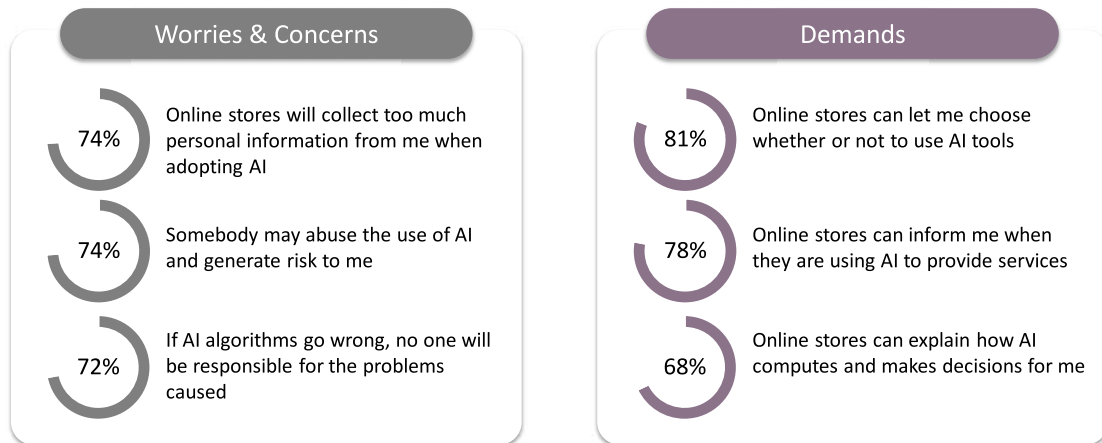 Worries & Concerns
74%
Online stores will collect too much
personal information from me when
adopting AI
74%
Somebody may abuse the use of AI
and generate risk to me
72%
If AI algorithms go wrong, no one will
be responsible for the problems
caused
Demands
81%
Online stores can let me choose
whether or not to use AI tools
78%
Online stores can inform me when
they are using AI to provide services
68%
Online stores can explain how AI
computes and makes decisions for me